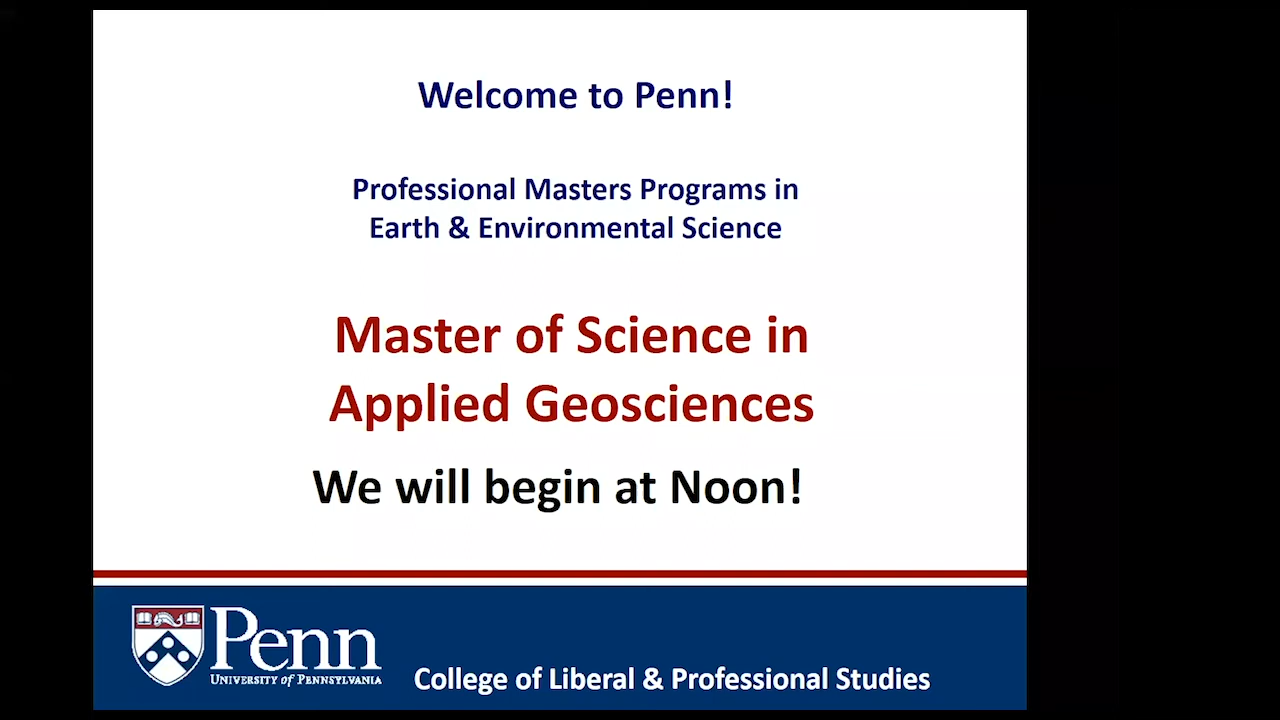 Welcome to Penn!
Professional Masters Programs in
Earth & Environmental Science
Master of Science in
Applied Geosciences
We will begin at Noon!
Penn
UNIVERSITY of PENNSYLVANIA
College of Liberal & Professional Studies